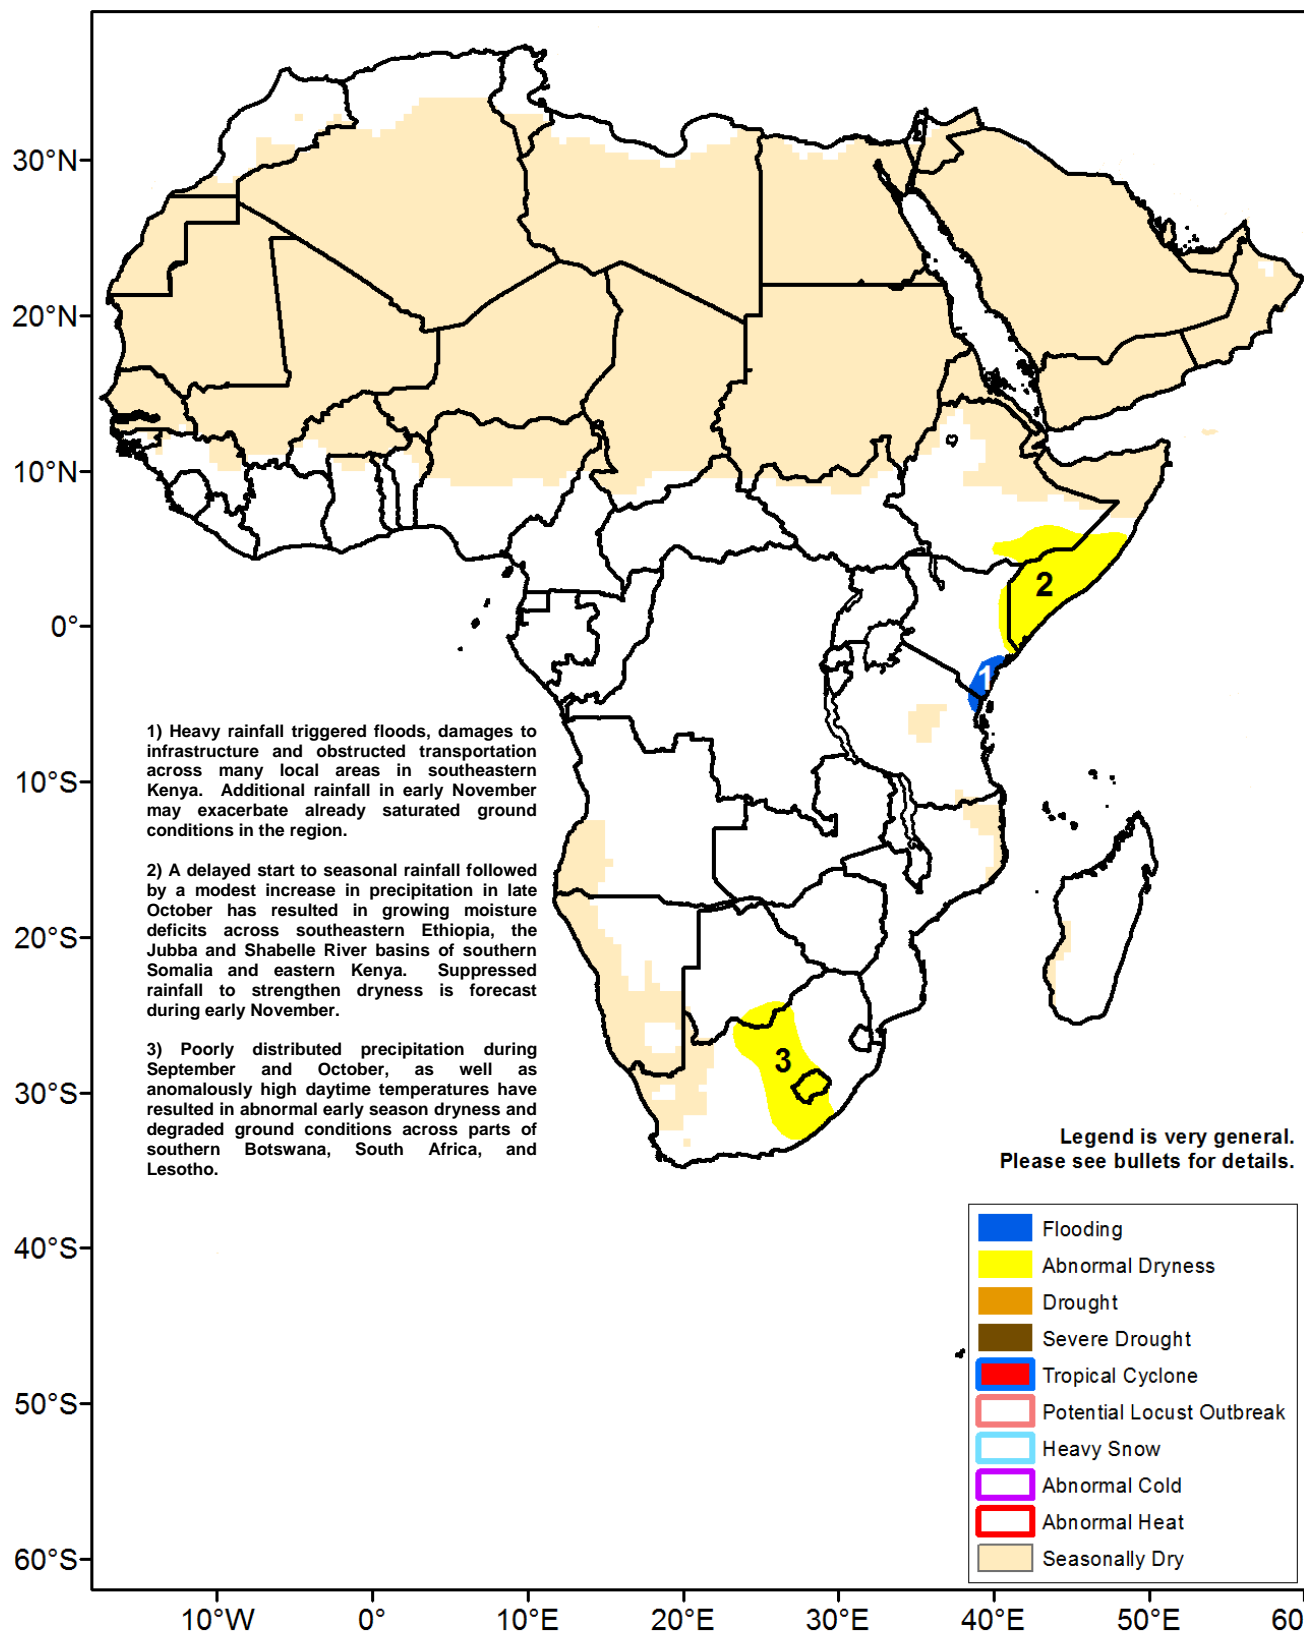 30°N
20°N
10°N
0°
10°S
20°S
30°S
40°S
50°S
60°S
2
1
3
1) Heavy rainfall triggered floods, damages to
infrastructure and obstructed transportation
across many local areas in southeastern
Kenya. Additional rainfall in early November
may exacerbate already saturated ground
conditions in the region.
2) A delayed start to seasonal rainfall followed
by a modest increase in precipitation in late
October has resulted in growing moisture
deficits across southeastern Ethiopia, the
Jubba and Shabelle River basins of southern
Somalia and eastern Kenya. Suppressed
rainfall to strengthen dryness is forecast
during early November.
3) Poorly distributed precipitation during
September and October, as well as
anomalously high daytime temperatures have
resulted in abnormal early season dryness and
degraded ground conditions across parts of
southern Botswana, South Africa, and
Lesotho.
Legend is very general.
Please see bullets for details.
Flooding
Abnormal Dryness
Drought
Severe Drought
Tropical Cyclone
Potential Locust Outbreak
Heavy Snow
Abnormal Cold
Abnormal Heat
Seasonally Dry
10°W
0°
10°E
20°E
30°E
40°E
50°E
60